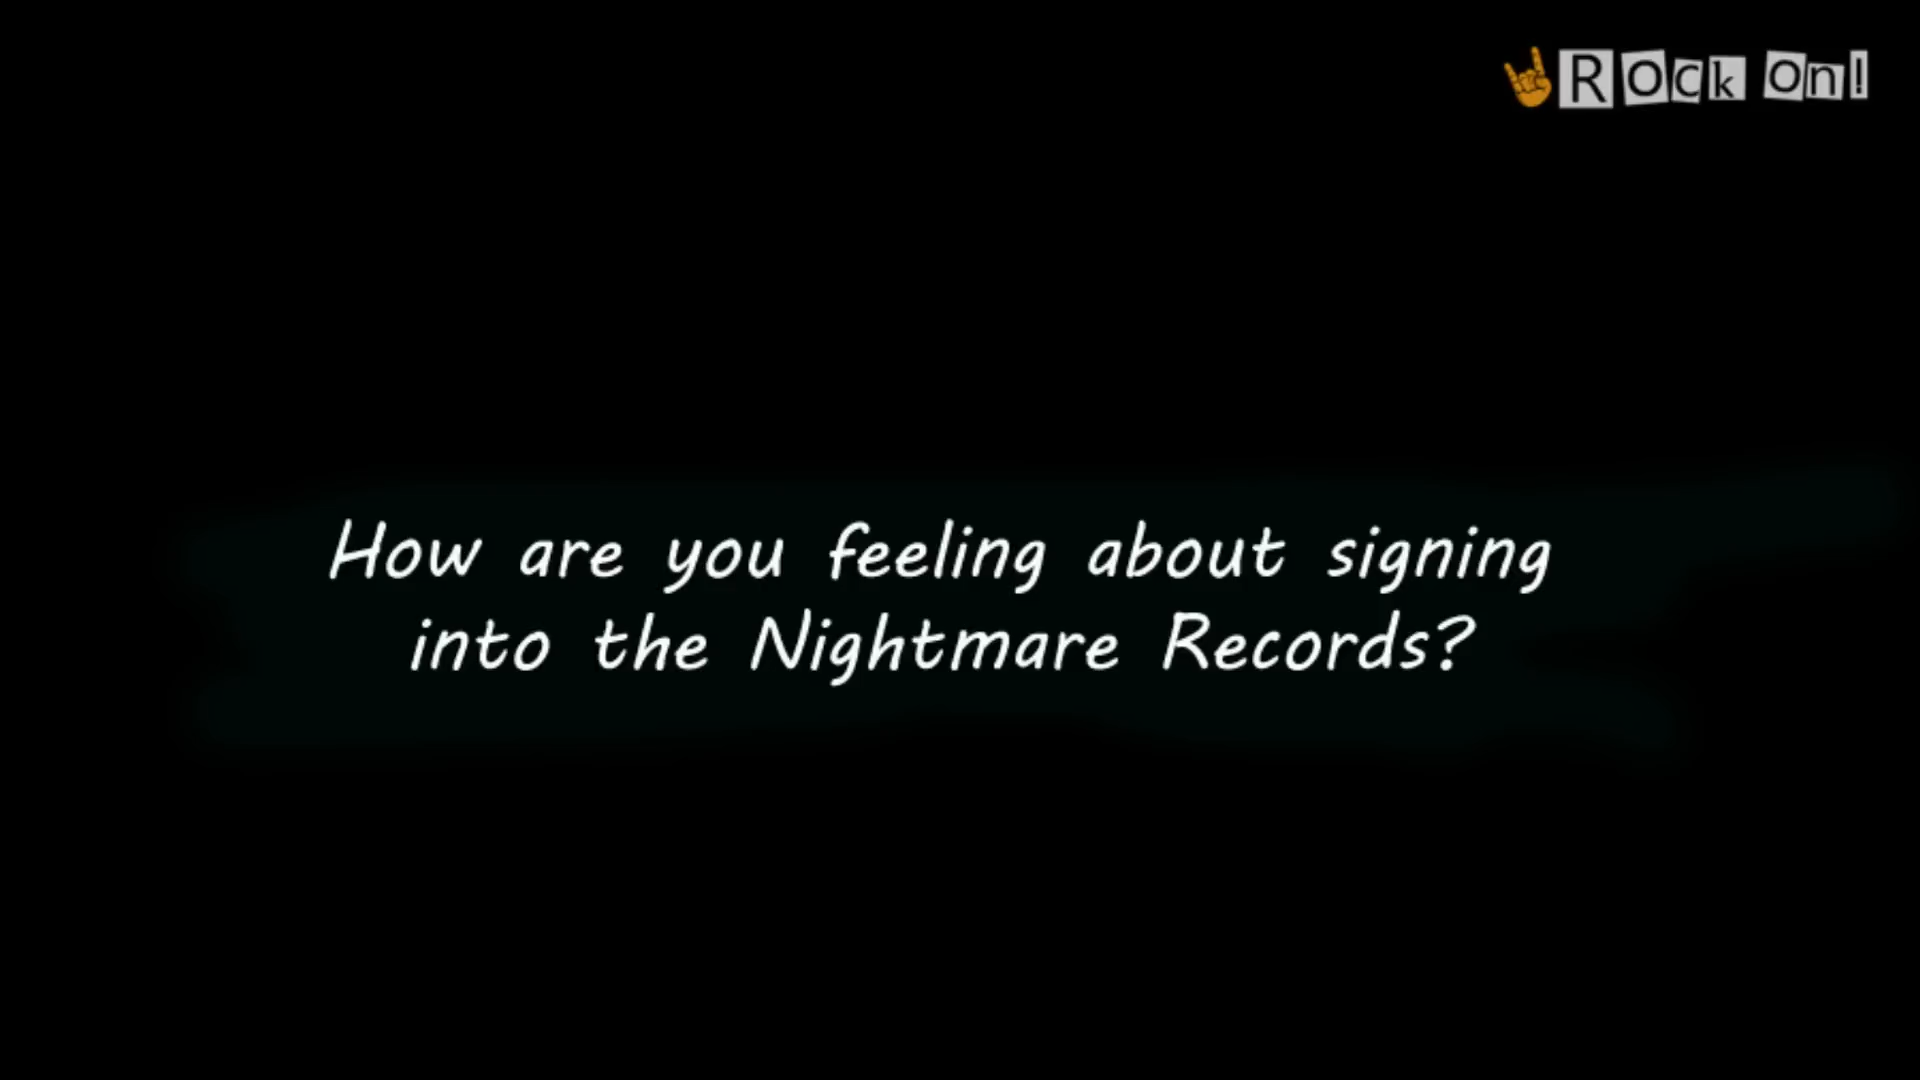 🤘ROck On!
How are you feeling about signing
into the Nightmare Records?